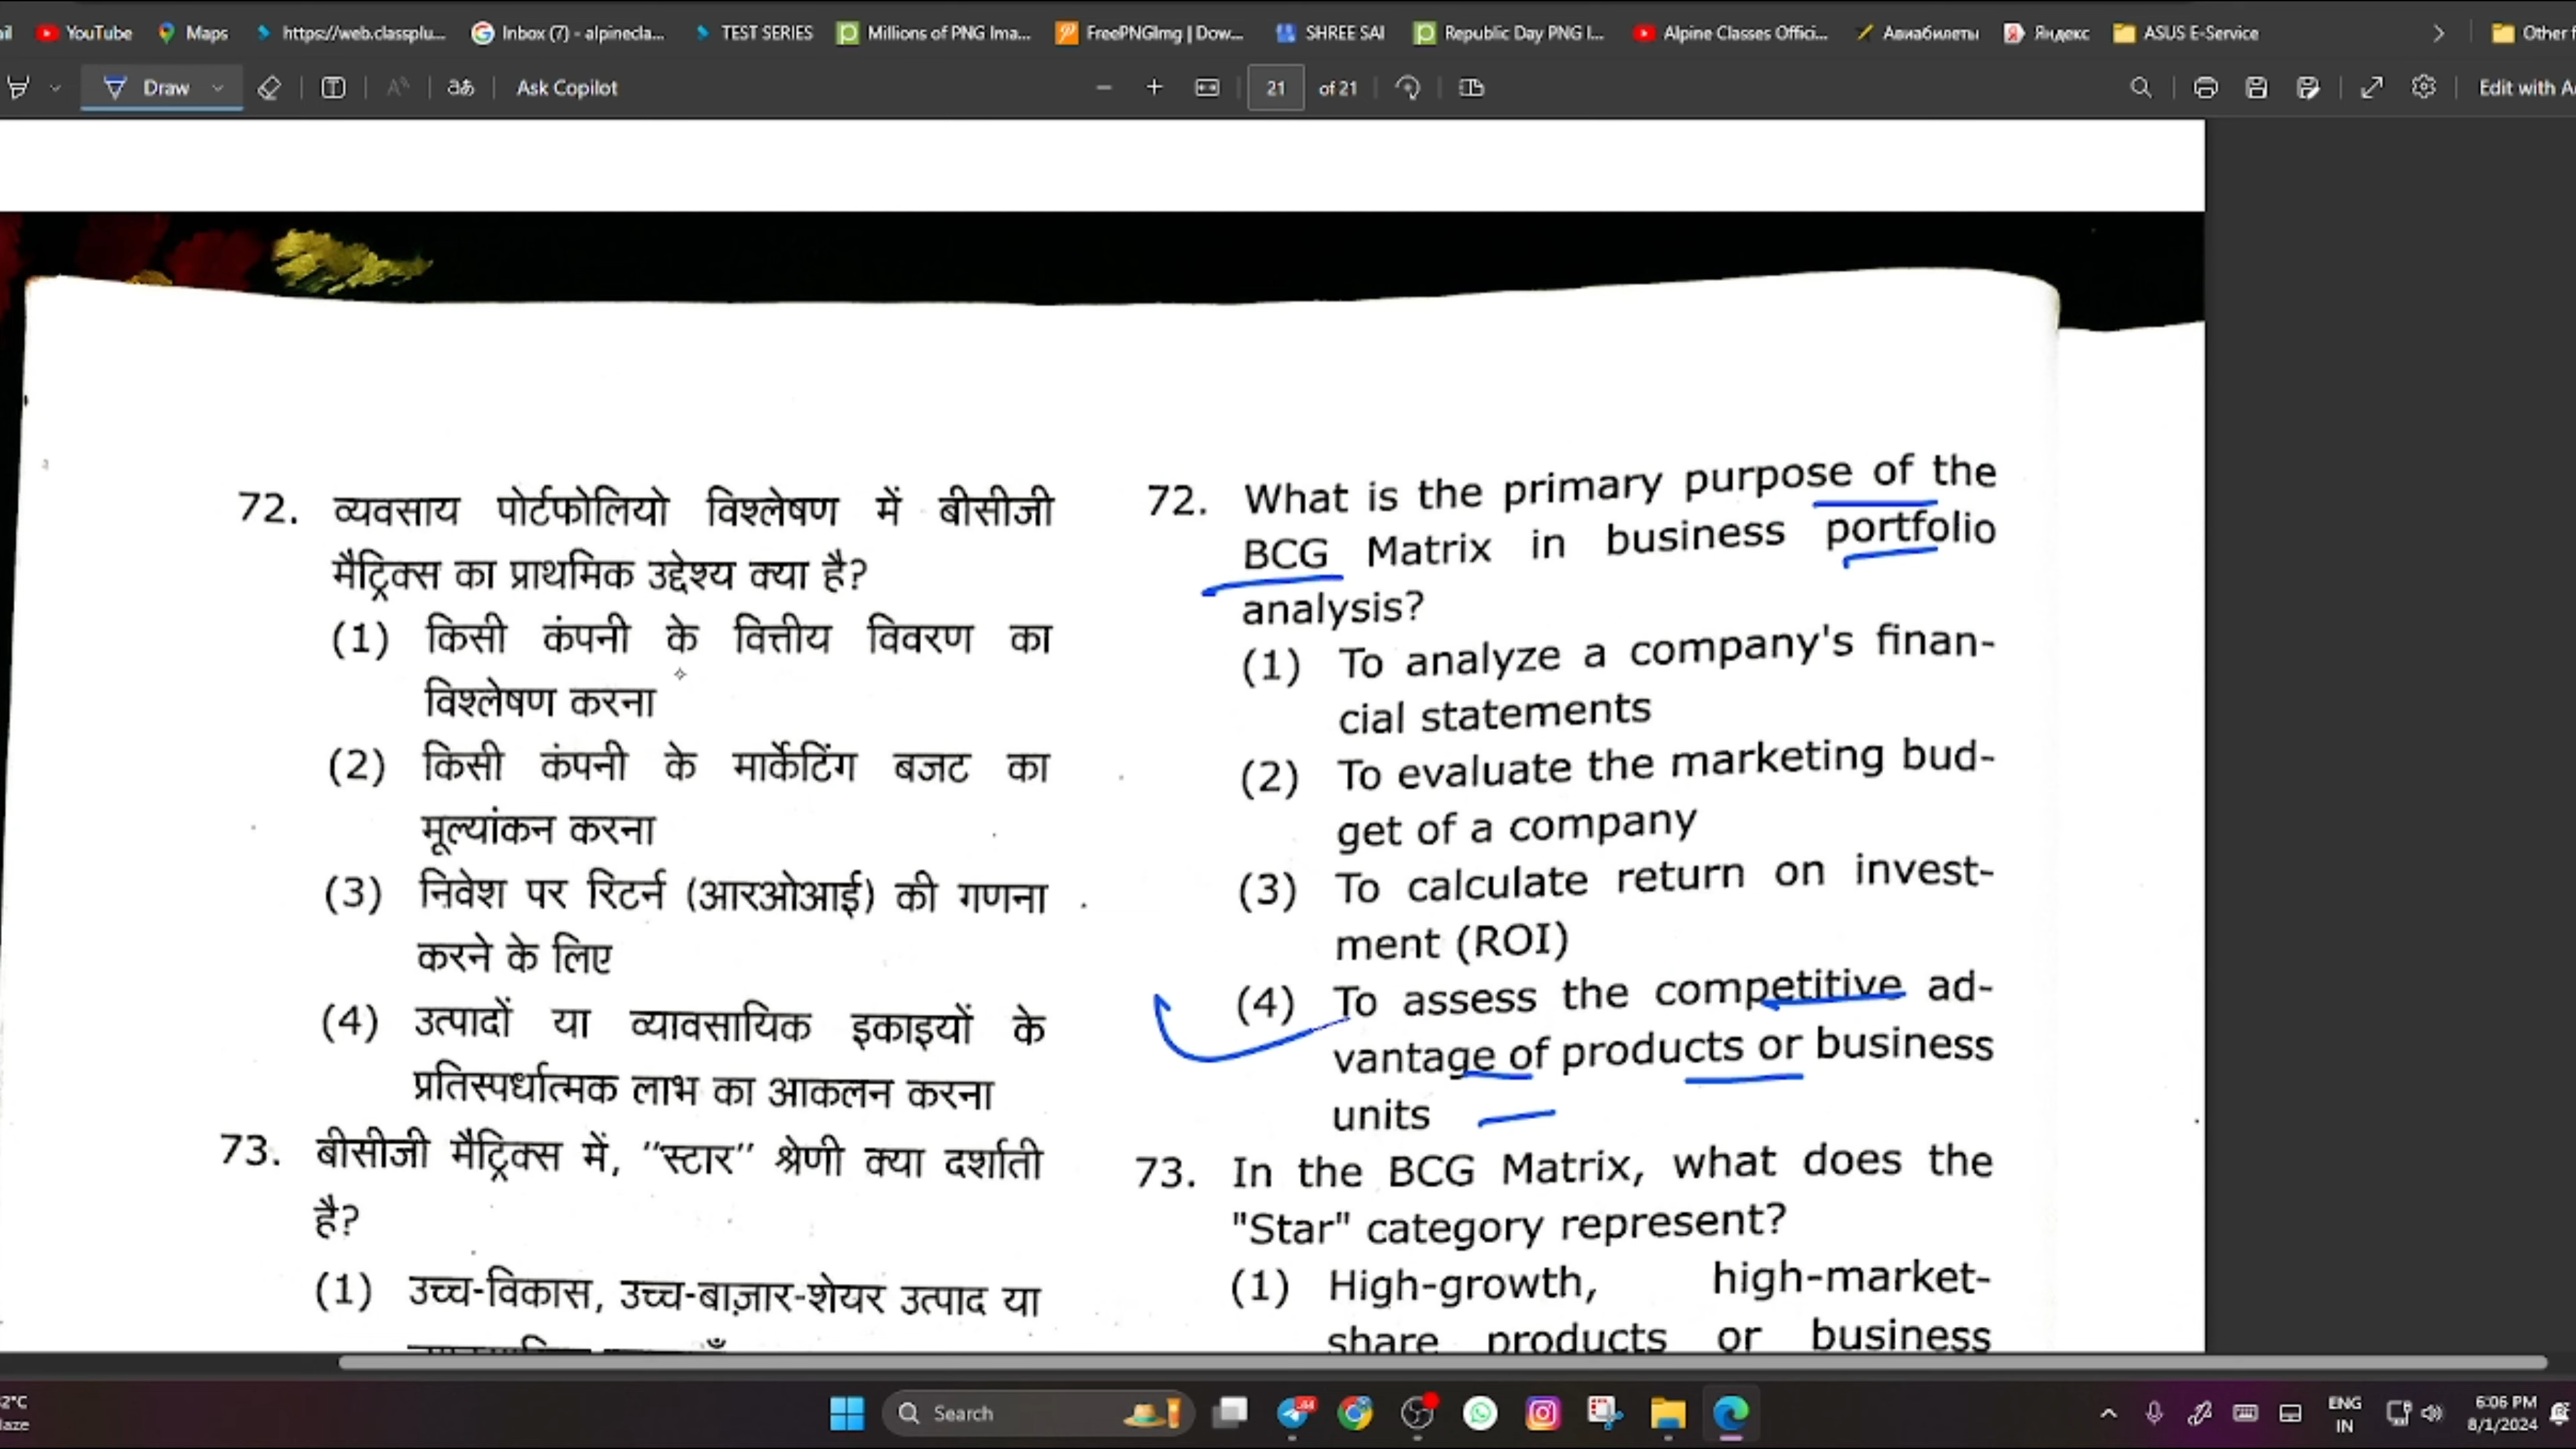 YouTube
Maps
https://web.classplu...
Inbox (7) - alpinecla...
TEST SERIES
Millions of PNG Ima...
FreePNGImg | Dow...
SHREE SAI
Republic Day PNG I...
Alpine Classes Offici...
Авиабилеты
Яндекс
ASUS E-Service
Draw
Ask Copilot
21 of 21
72. व्यवसाय पोर्टफोलियो विश्लेषण में बीसीजी
मैट्रिक्स का प्राथमिक उद्देश्य क्या है?
(1) किसी कंपनी के वित्तीय विवरण का
विश्लेषण करना
(2) किसी कंपनी के मार्केटिंग बजट का
मूल्यांकन करना
(3) निवेश पर रिटर्न (आरओआई) की गणना
करने के लिए
(4) उत्पादों या व्यावसायिक इकाइयों के
प्रतिस्पर्धात्मक लाभ का आकलन करना
73. बीसीजी मैट्रिक्स में, "स्टार" श्रेणी क्या दर्शाती
है?
(1) उच्च-विकास, उच्च-बाज़ार-शेयर उत्पाद या
72. What is the primary purpose of the
BCG Matrix in business portfolio
analysis?
(1) To analyze a company's finan-
cial statements
(2) To evaluate the marketing bud-
get of a company
(3) To calculate return on invest-
ment (ROI)
(4) To assess the competitive ad-
vantage of products or business
units
73. In the BCG Matrix, what does the
"Star" category represent?
(1) High-growth, high-market-
share products or business
Search
ENG
IN
6:06 PM
8/1/2024